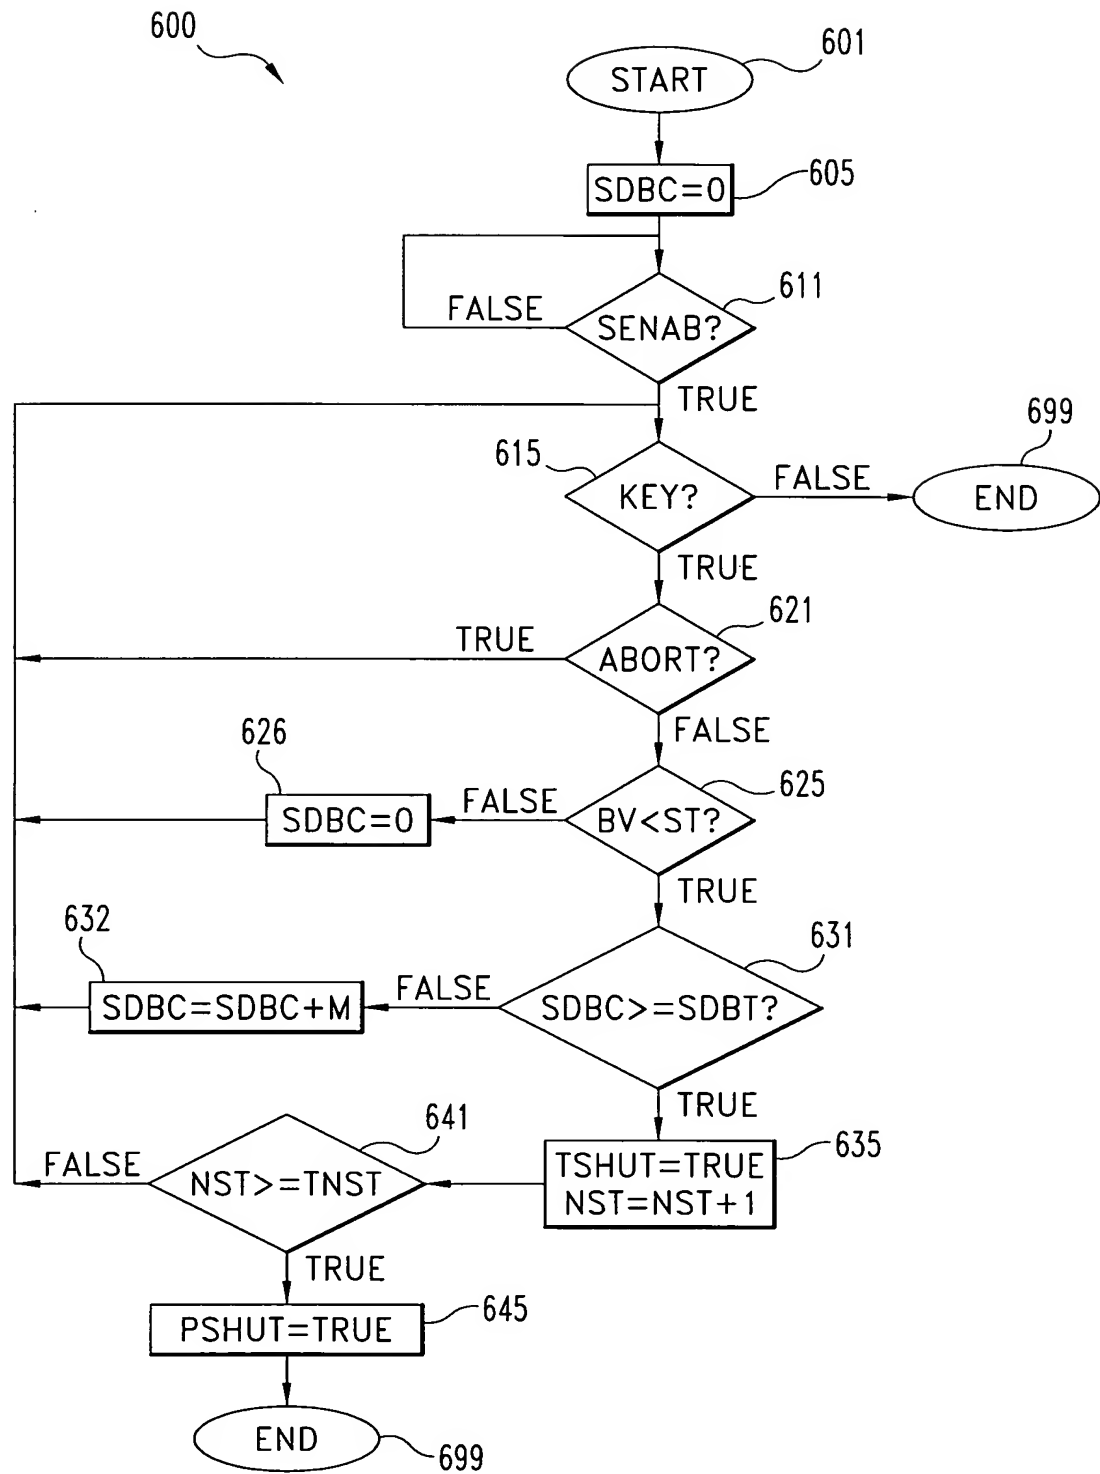 600
601
START
605
SDBC=0
611
FALSE
SENAB?
TRUE
699
615
FALSE
KEY?
END
TRUE
621
TRUE
ABORT?
FALSE
626
625
FALSE
SDBC=0
BV<ST?
TRUE
632
631
FALSE
SDBC=SDBC+M
SDBC>=SDBT?
TRUE
641
635
FALSE
NST>=TNST
TSHUT=TRUE
NST=NST+1
TRUE
645
PSHUT=TRUE
END
699